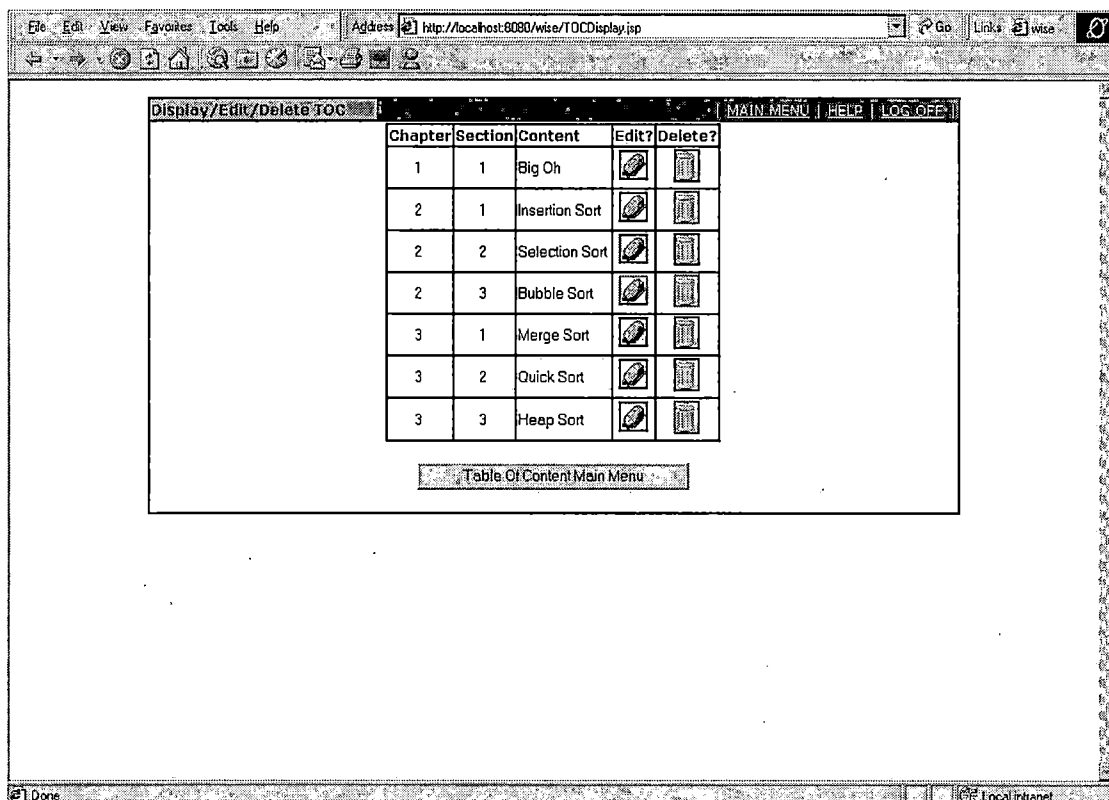 File Edit View Favorites Tools Help Address http://localhost:8080/wise/TOCDisplay.jsp Go Links wise
Display/Edit/Delete TOC | MAIN MENU | HELP | LOG OFF |
Chapter Section Content Edit? Delete?
1 1 Big Oh
2 1 Insertion Sort
2 2 Selection Sort
2 3 Bubble Sort
3 1 Merge Sort
3 2 Quick Sort
3 3 Heap Sort
Table Of Content Main Menu
Done Local intranet